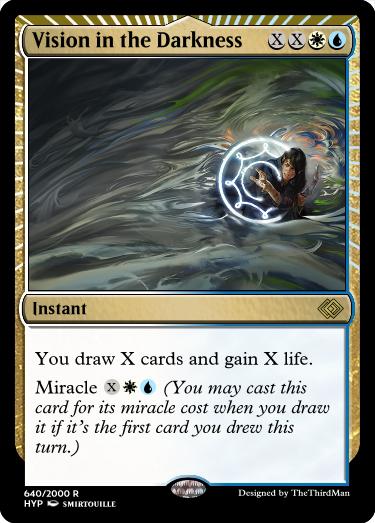 Vision in the Darkness X X
Instant
You draw X cards and gain X life.
Miracle X (You may cast this
card for its miracle cost when you draw
it if it's the first card you drew this
turn.)
640/2000 R
HYP SMIRTOUILLE
Designed by TheThirdMan